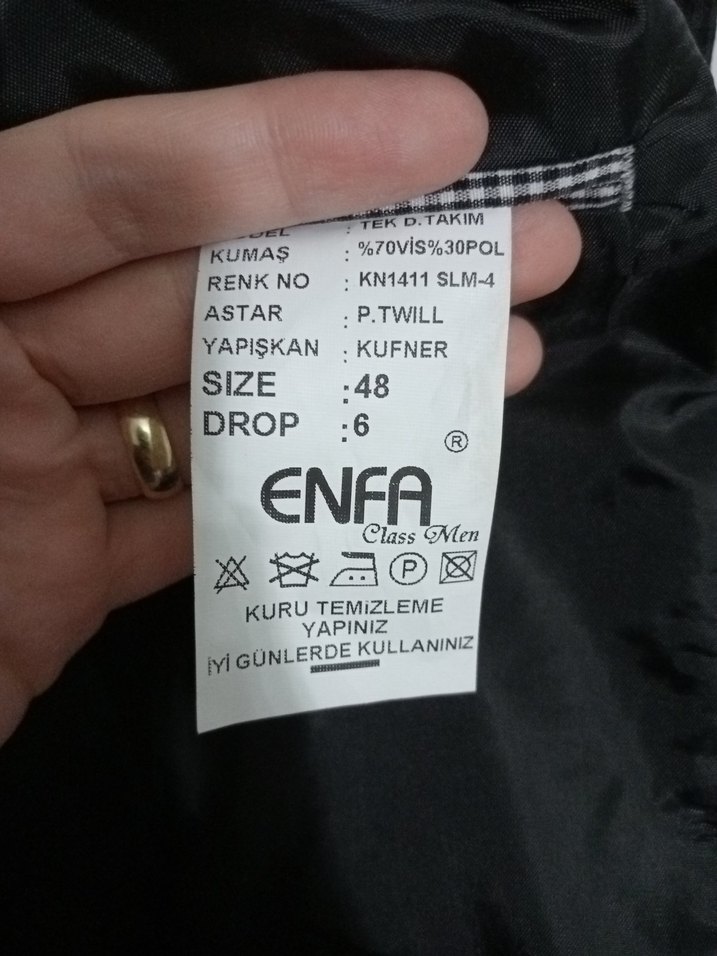 TEK D.TAKIM
KUMAŞ : %70VİS%30POL
RENK NO : KN1411 SLM-4
ASTAR : P.TWILL
YAPIŞKAN : KUFNER
SIZE : 48
DROP : 6
®
ENFA
Class Men
P
KURU TEMİZLEME
YAPINIZ
İYİ GÜNLERDE KULLANINIZ